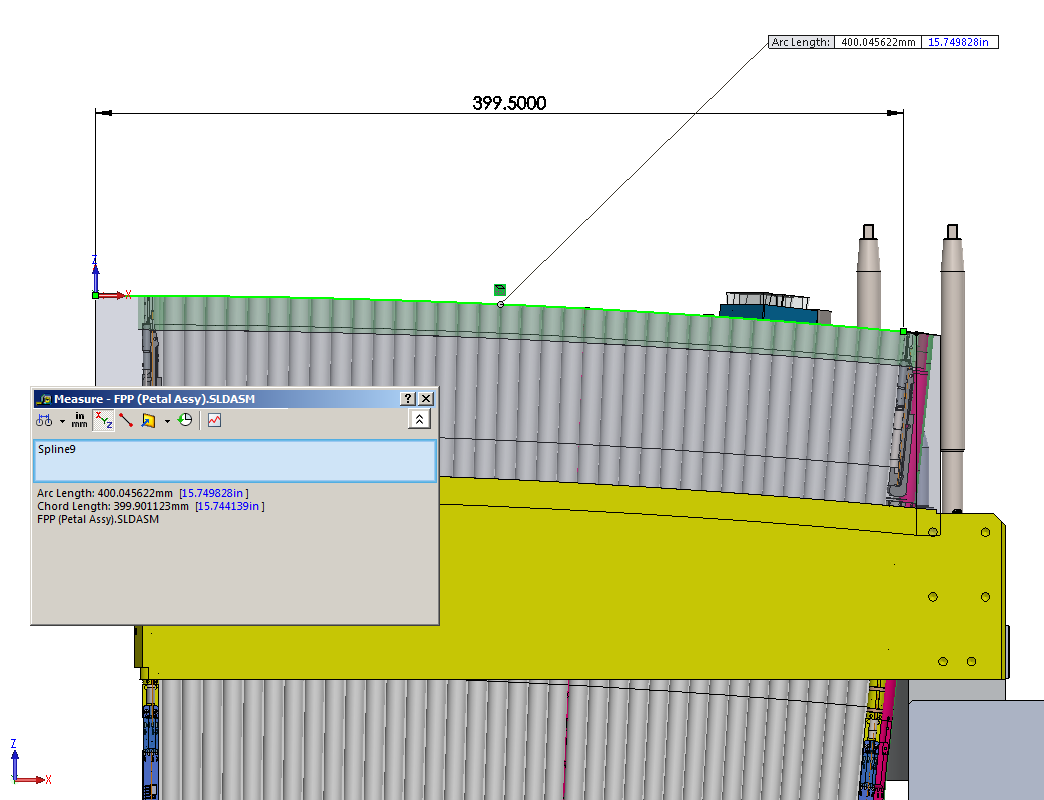 Arc Length: 400.045622mm 15.749828in
399.5000
Z
X
Measure - FPP (Petal Assy).SLDASM
in
mm
XYZ
Spline9
Arc Length: 400.045622mm [15.749828in ]
Chord Length: 399.901123mm [15.744139in ]
FPP (Petal Assy).SLDASM
Z
X